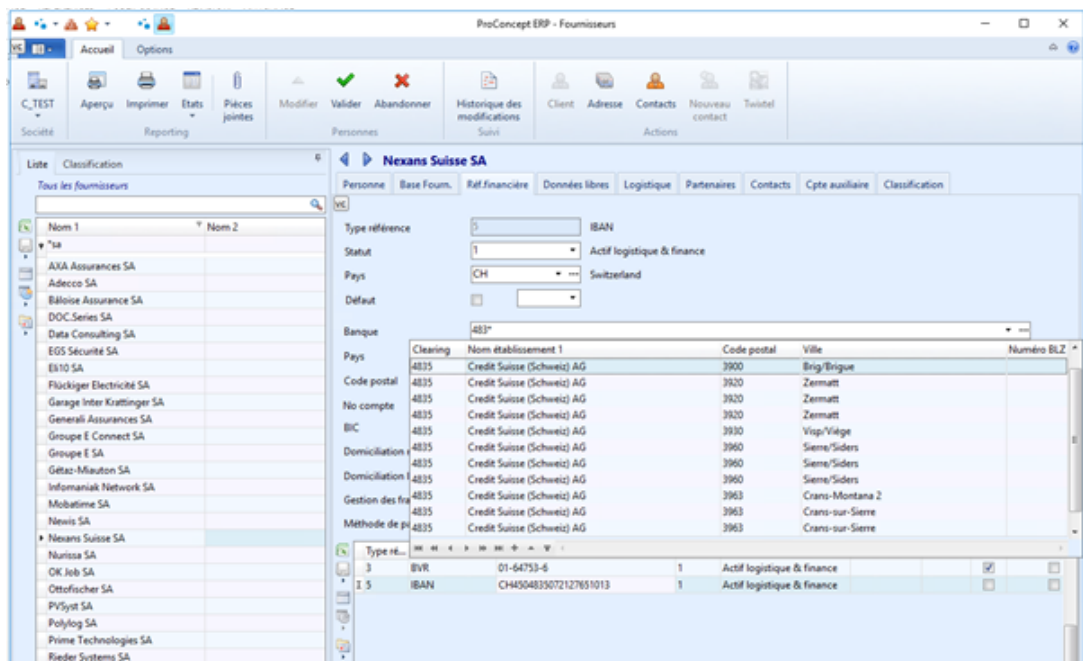 ProConcept ERP - Fournisseurs
Accueil Options
C_TEST Aperçu Imprimer Etats Pièces jointes Modifier Valider Abandonner Historique des modifications Client Adresse Contacts Nouveau contact Twixtel
Société Reporting Personnes Suivi Actions
Liste Classification
Tous les fournisseurs
Nom 1 Nom 2
*sa
AXA Assurances SA
Adecco SA
Bâloise Assurance SA
DOC.Series SA
Data Consulting SA
EGS Sécurité SA
Eli10 SA
Flückiger Electricité SA
Garage Inter Krattinger SA
Generali Assurances SA
Groupe E Connect SA
Groupe E SA
Gétaz-Miauton SA
Infomaniak Network SA
Mobatime SA
Newis SA
Nexans Suisse SA
Nurissa SA
OK Job SA
Ottofischer SA
PVSyst SA
Polylog SA
Prime Technologies SA
Rieder Systems SA
Nexans Suisse SA
Personne Base Fourn. Réf.financière Données libres Logistique Partenaires Contacts Cpte auxiliaire Classification
VC
Type référence 5 IBAN
Statut 1 Actif logistique & finance
Pays CH Switzerland
Défaut
Banque 483*
Pays
Code postal
No compte
BIC
Domiciliation
Domiciliation
Gestion des fra
Méthode de p
Clearing Nom établissement 1 Code postal Ville Numéro BLZ
4835 Credit Suisse (Schweiz) AG 3900 Brig/Brigue
4835 Credit Suisse (Schweiz) AG 3920 Zermatt
4835 Credit Suisse (Schweiz) AG 3920 Zermatt
4835 Credit Suisse (Schweiz) AG 3920 Zermatt
4835 Credit Suisse (Schweiz) AG 3930 Visp/Viège
4835 Credit Suisse (Schweiz) AG 3960 Sierre/Siders
4835 Credit Suisse (Schweiz) AG 3960 Sierre/Siders
4835 Credit Suisse (Schweiz) AG 3960 Sierre/Siders
4835 Credit Suisse (Schweiz) AG 3963 Crans-Montana 2
4835 Credit Suisse (Schweiz) AG 3963 Crans-sur-Sierre
4835 Credit Suisse (Schweiz) AG 3963 Crans-sur-Sierre
Type ré...
3 BVR 01-64753-6 1 Actif logistique & finance
5 IBAN CH4504835072127651013 1 Actif logistique & finance